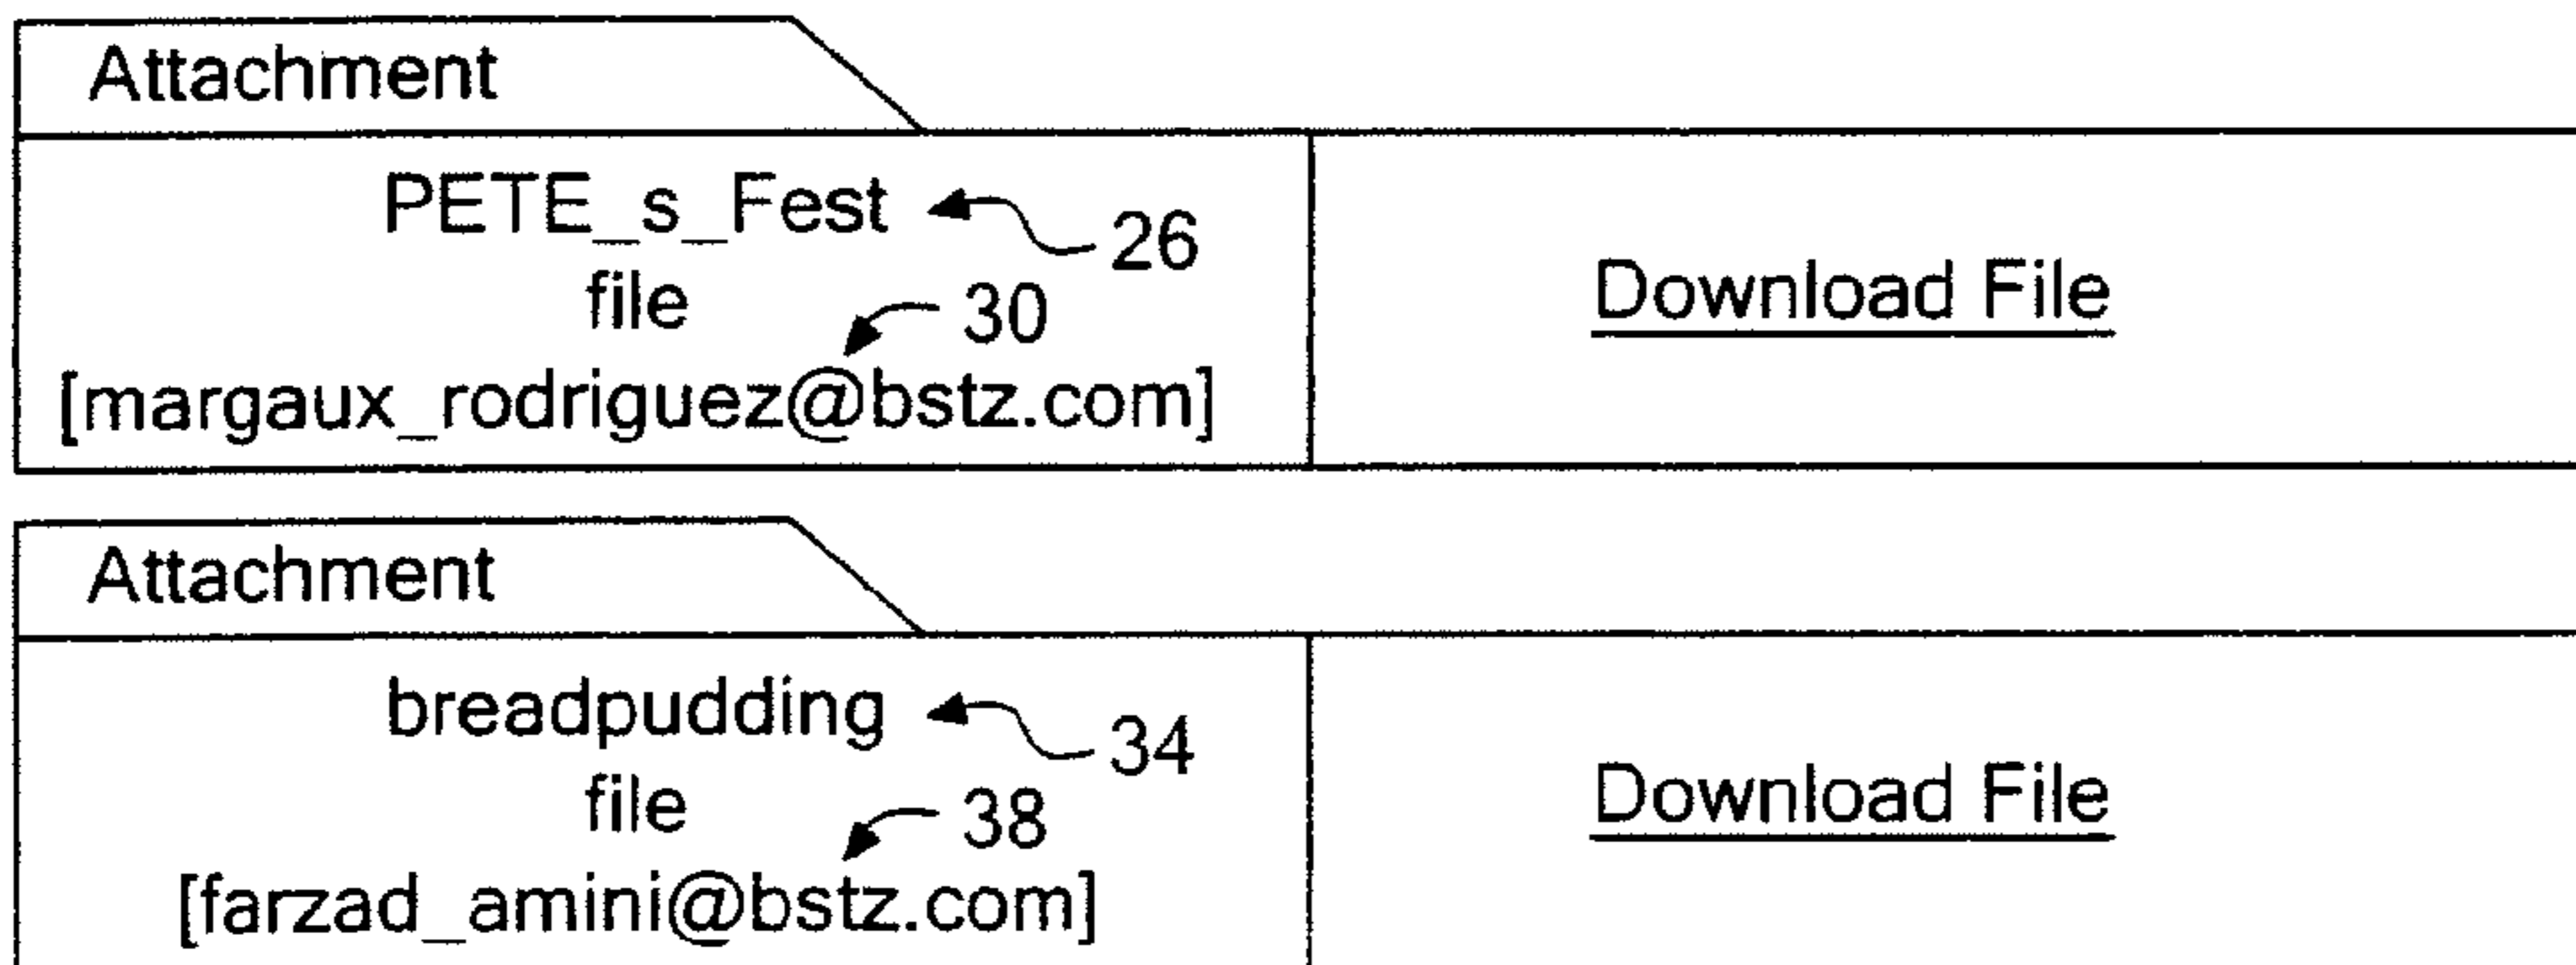 Attachment
PETE_s_Fest
26
file
30
Download File
[margaux_rodriguez@bstz.com]
Attachment
breadpudding
34
file
38
Download File
[farzad_amini@bstz.com]